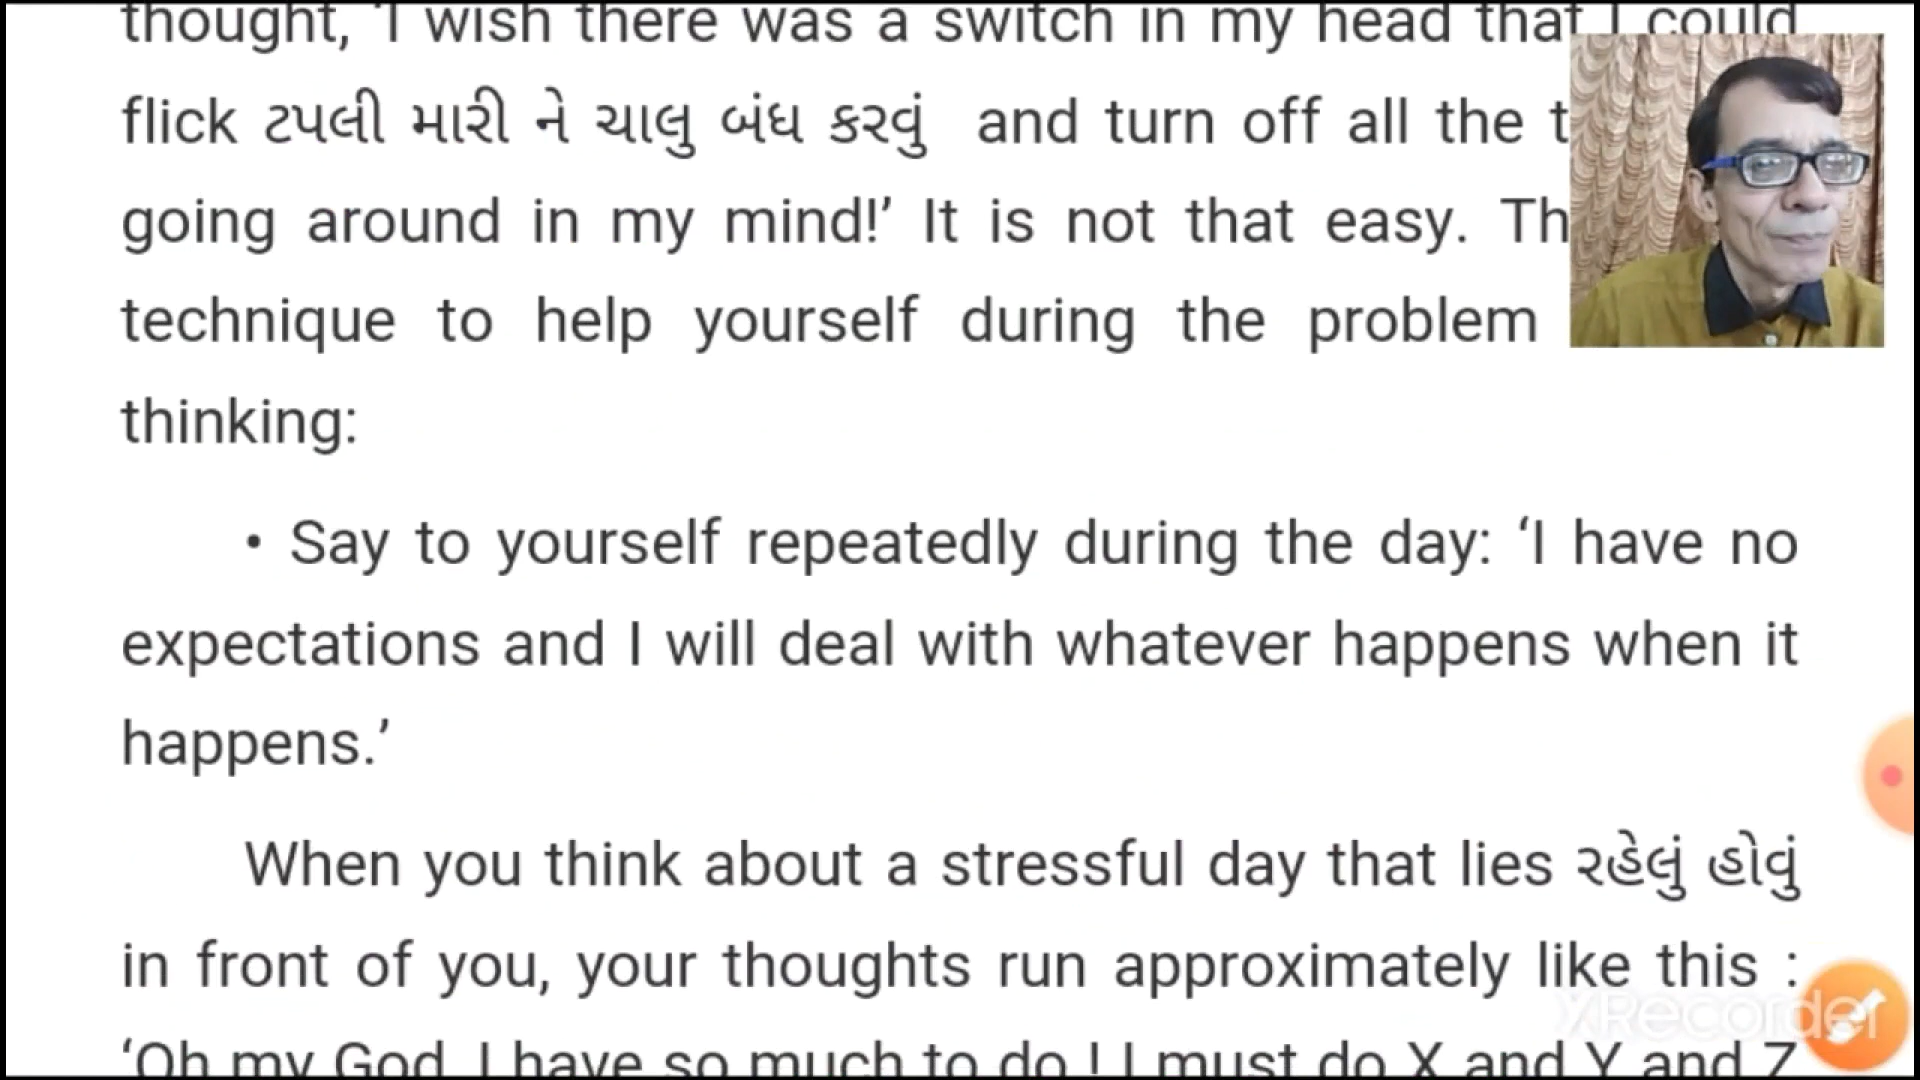 thought, ‘I wish there was a switch in my head that I could
flick ટપલી મારી ને ચાલુ બંધ કરવું and turn off all the
going around in my mind!’ It is not that easy.
technique to help yourself during the problem
thinking:
• Say to yourself repeatedly during the day: ‘I have no
expectations and I will deal with whatever happens when it
happens.’
When you think about a stressful day that lies રહેલું હોવું
in front of you, your thoughts run approximately like this :
‘Oh my God, I have so much to do ! I must do X and Y and Z
XRecorder